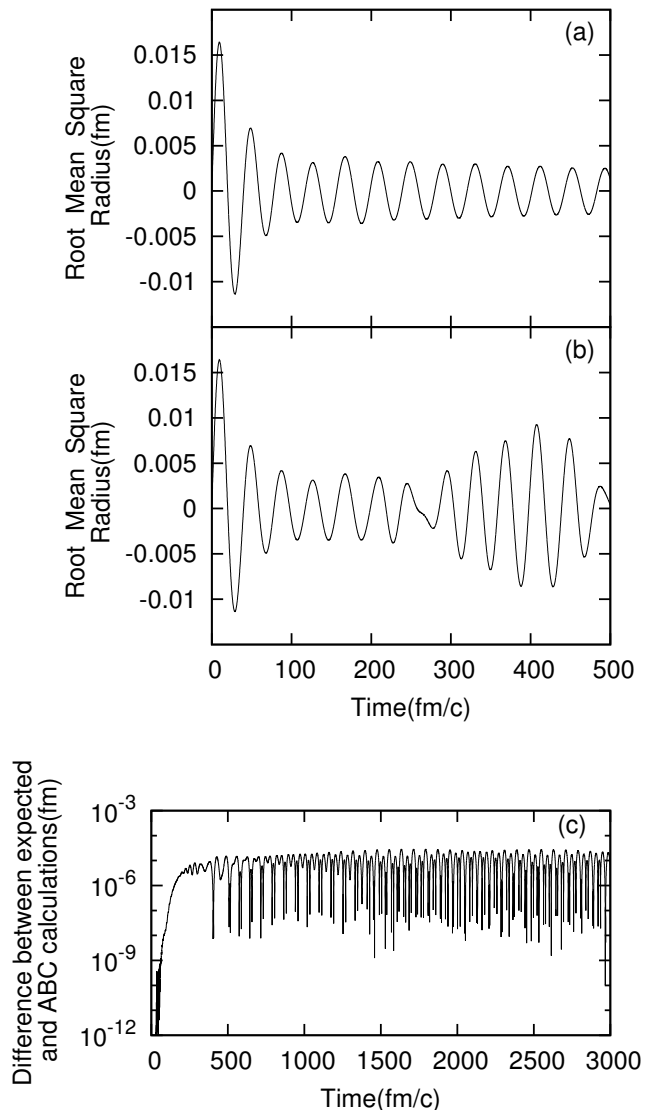 (a)
0.015
0.01
0.005
0
-0.005
-0.01
Root Mean Square
Radius(fm)
(b)
0.015
0.01
0.005
0
-0.005
-0.01
Root Mean Square
Radius(fm)
0 100 200 300 400 500
Time(fm/c)
(c)
10-3
10-6
10-9
10-12
Difference between expected
and ABC calculations(fm)
0 500 1000 1500 2000 2500 3000
Time(fm/c)